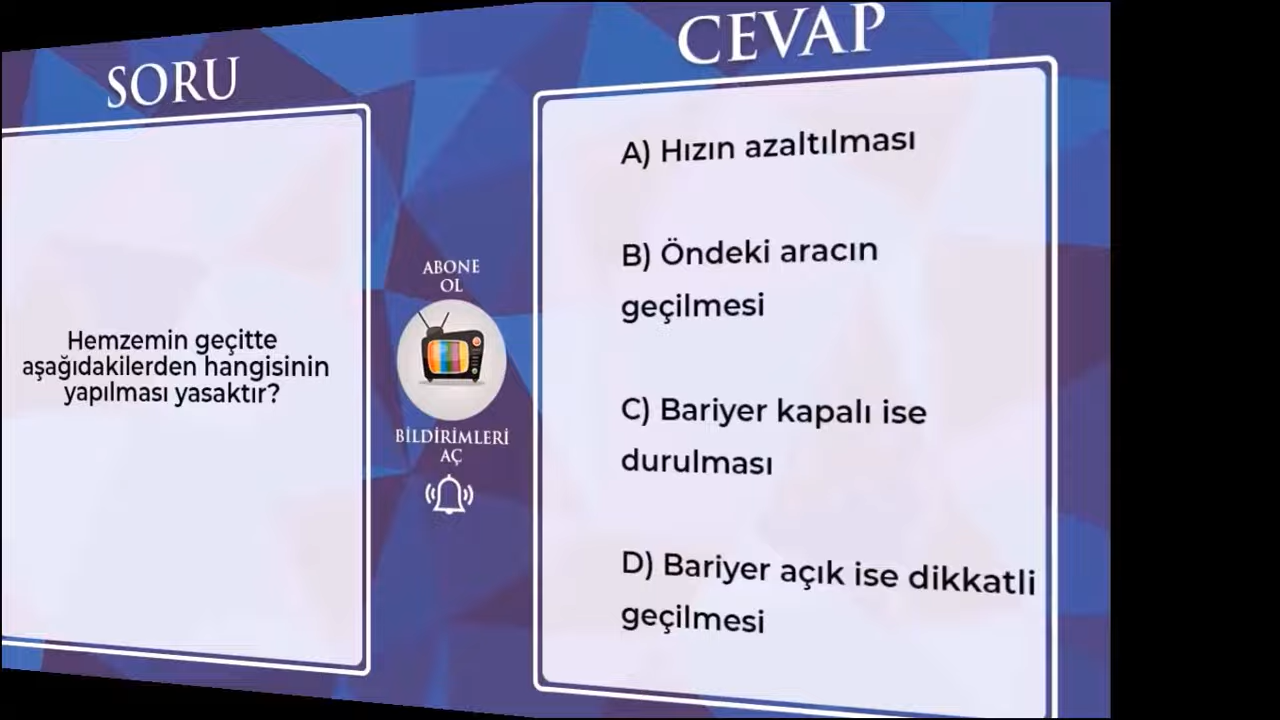 SORU
Hemzemin geçitte
aşağıdakilerden hangisinin
yapılması yasaktır?
ABONE
OL
BİLDİRİMLERİ
AÇ
CEVAP
A) Hızın azaltılması
B) Öndeki aracın
geçilmesi
C) Bariyer kapalı ise
durulması
D) Bariyer açık ise dikkatli
geçilmesi